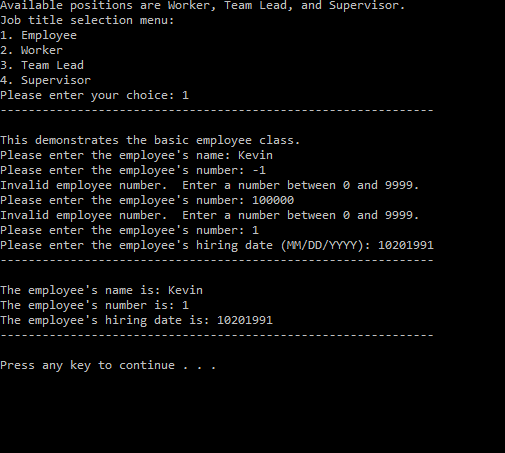 Available positions are Worker, Team Lead, and Supervisor.
Job title selection menu:
1. Employee
2. Worker
3. Team Lead
4. Supervisor
Please enter your choice: 1
--------------------------------------------------------------
This demonstrates the basic employee class.
Please enter the employee's name: Kevin
Please enter the employee's number: -1
Invalid employee number.  Enter a number between 0 and 9999.
Please enter the employee's number: 100000
Invalid employee number.  Enter a number between 0 and 9999.
Please enter the employee's number: 1
Please enter the employee's hiring date (MM/DD/YYYY): 10201991
--------------------------------------------------------------
The employee's name is: Kevin
The employee's number is: 1
The employee's hiring date is: 10201991
--------------------------------------------------------------
Press any key to continue . . .